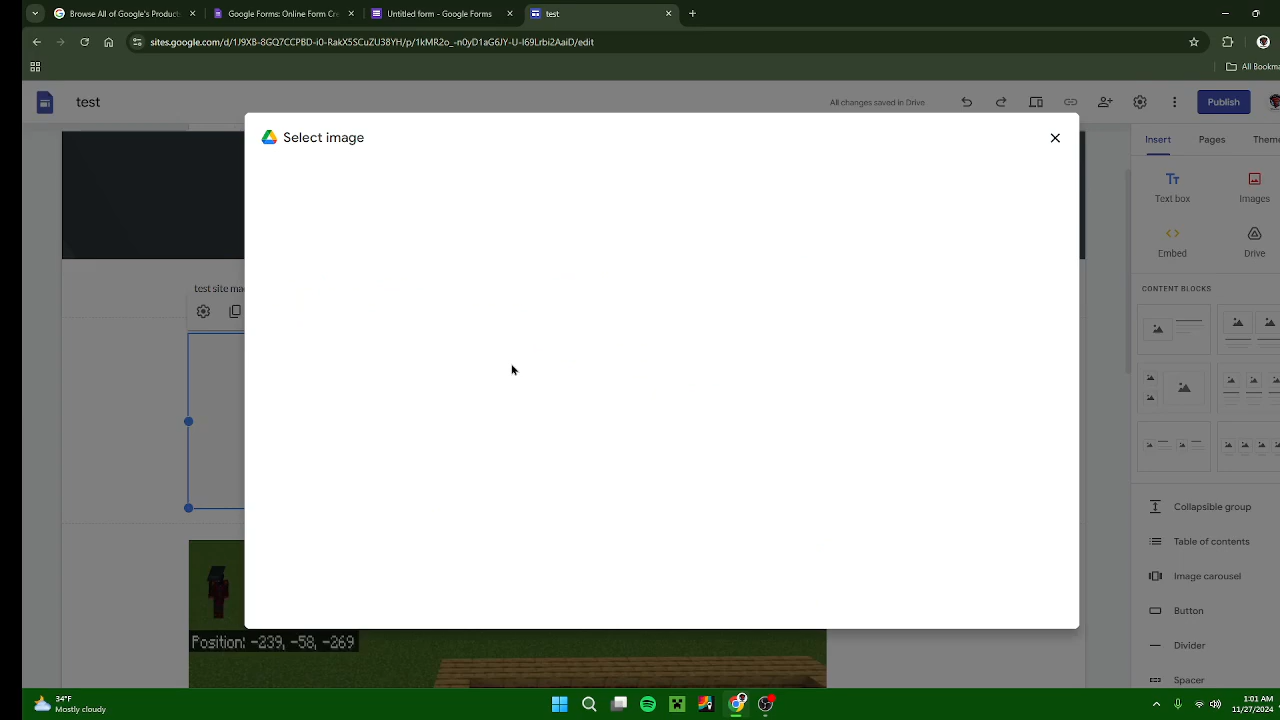 Browse All of Google's Product
Google Forms: Online Form Cre
Untitled form - Google Forms
test
sites.google.com/d/1J9XB-8GQ7CCPBD-i0-RakX5SCuZU38YH/p/1kMR2o_-n0yD1aG6JY-U-I69Lrbi2AaiD/edit
All Bookma
test
All changes saved in Drive
Publish
Select image
Insert
Pages
Theme
Text box
Images
Embed
Drive
CONTENT BLOCKS
test site ma
Collapsible group
Table of contents
Image carousel
Button
Divider
Spacer
Position: -239, -58, -269
34°F
Mostly cloudy
1:01 AM
11/27/2024